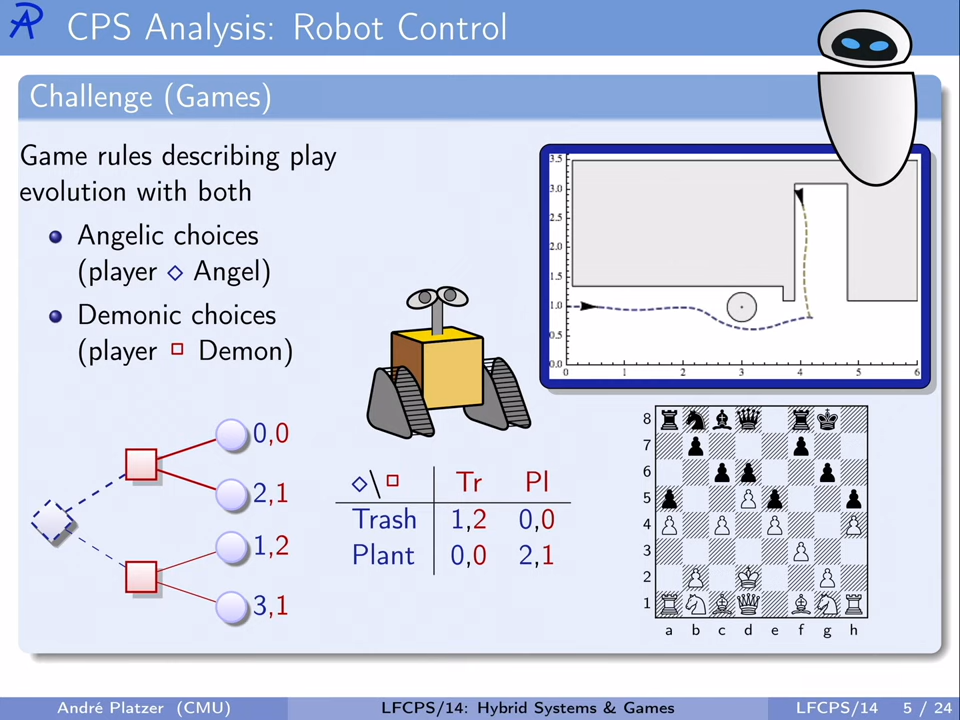 CPS Analysis: Robot Control
Challenge (Games)
Game rules describing play
evolution with both
Angelic choices
(player ◇ Angel)
Demonic choices
(player □ Demon)
0,0
2,1
1,2
3,1
◇\□ Tr Pl
Trash 1,2 0,0
Plant 0,0 2,1
3.5
3.0
2.5
2.0
1.5
1.0
0.5
0.0
0 1 2 3 4 5 6
8
7
6
5
4
3
2
1
a b c d e f g h
André Platzer (CMU) LFCPS/14: Hybrid Systems & Games LFCPS/14 5 / 24